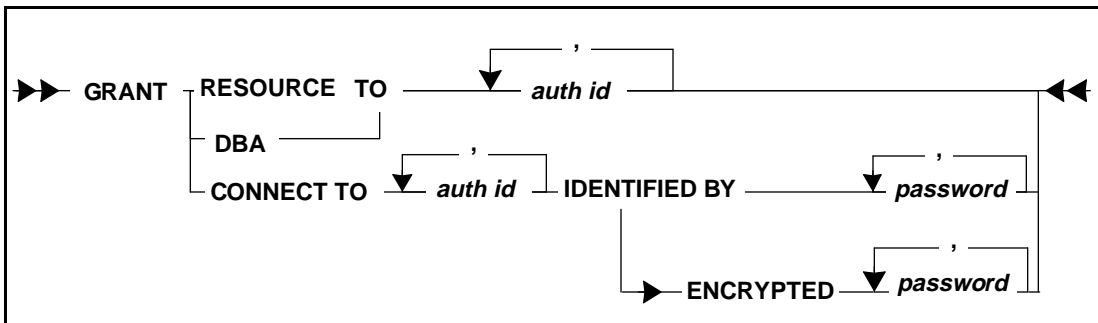 ,
GRANT RESOURCE TO auth id
DBA
, ,
CONNECT TO auth id IDENTIFIED BY password
,
ENCRYPTED password